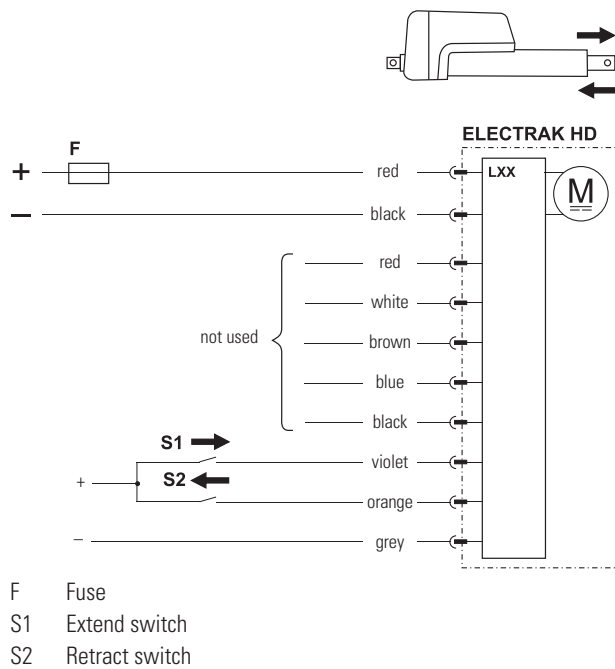 ELECTRAK HD
F
+ red LXX M
− black
red
white
not used brown
blue
black
S1 violet
+ S2 orange
− grey
F Fuse
S1 Extend switch
S2 Retract switch